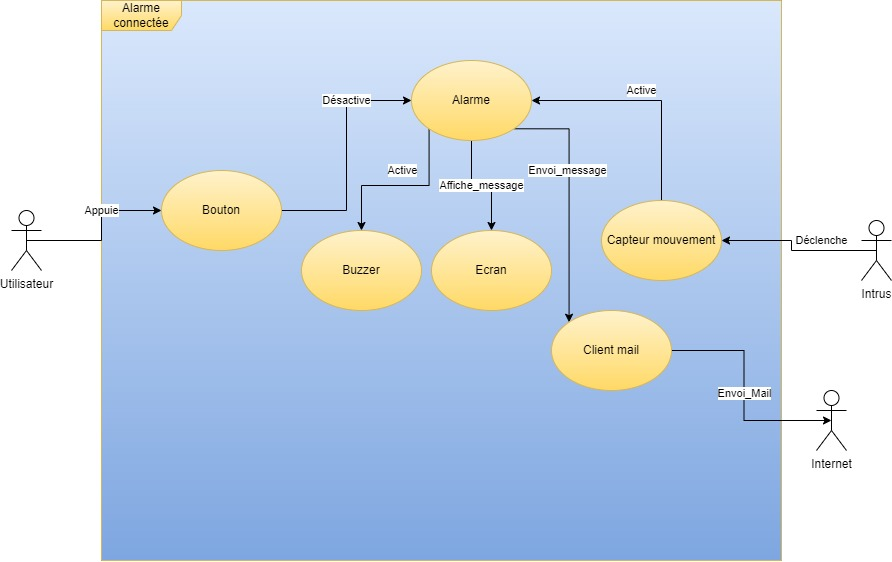 Alarme
connectée
Active
Désactive
Alarme
Active
Envoi_message
Affiche_message
Appuie
Bouton
Capteur mouvement
Déclenche
Buzzer
Ecran
Utilisateur
Intrus
Client mail
Envoi_Mail
Internet